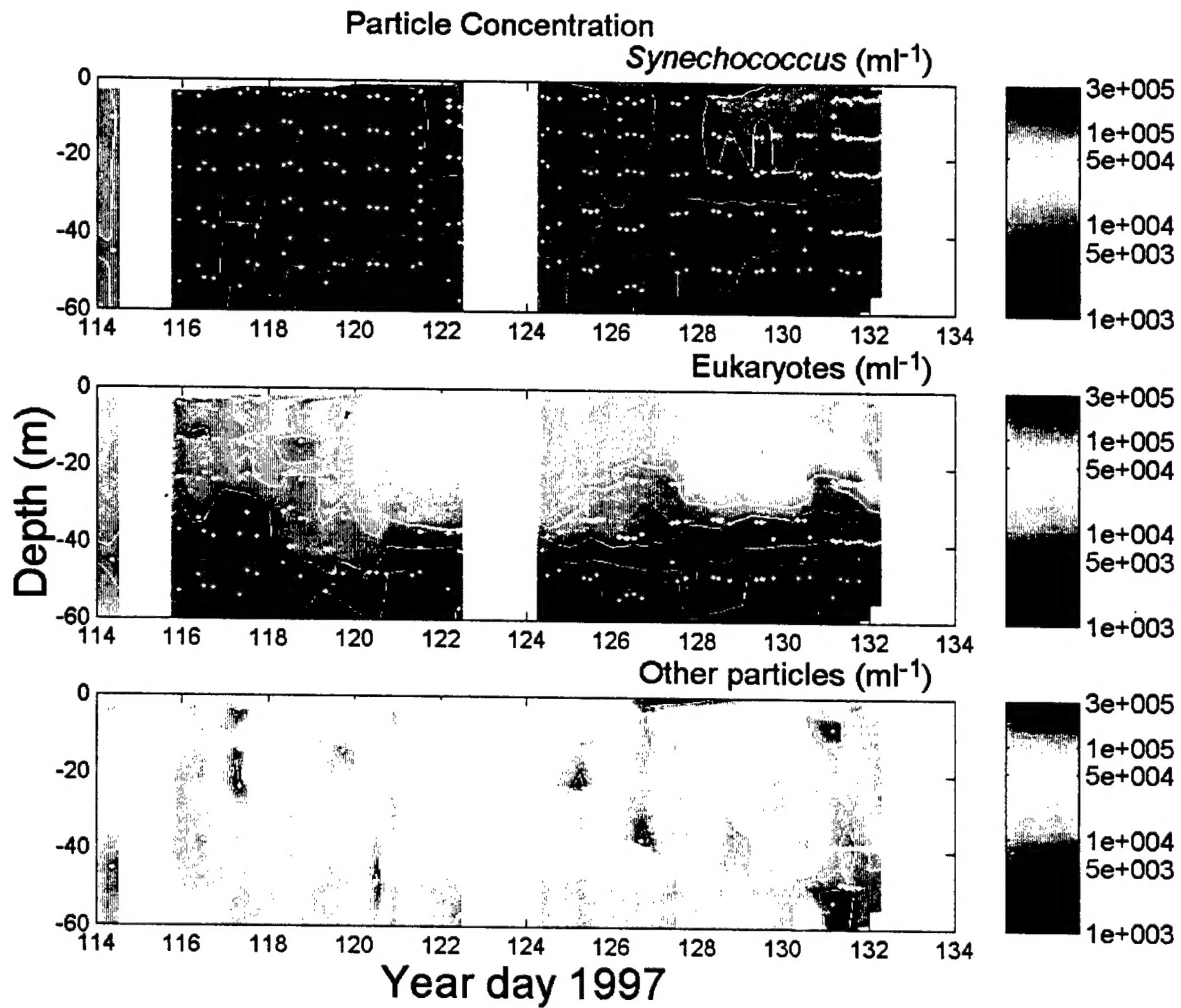 Particle Concentration
Synechococcus (ml-1)
0
-20
-40
-60
114
116
118
120
122
124
126
128
130
132
134
3e+005
1e+005
5e+004
1e+004
5e+003
1e+003
Eukaryotes (ml-1)
0
-20
-40
-60
114
116
118
120
122
124
126
128
130
132
134
3e+005
1e+005
5e+004
1e+004
5e+003
1e+003
Depth (m)
Other particles (ml-1)
0
-20
-40
-60
114
116
118
120
122
124
126
128
130
132
134
3e+005
1e+005
5e+004
1e+004
5e+003
1e+003
Year day 1997